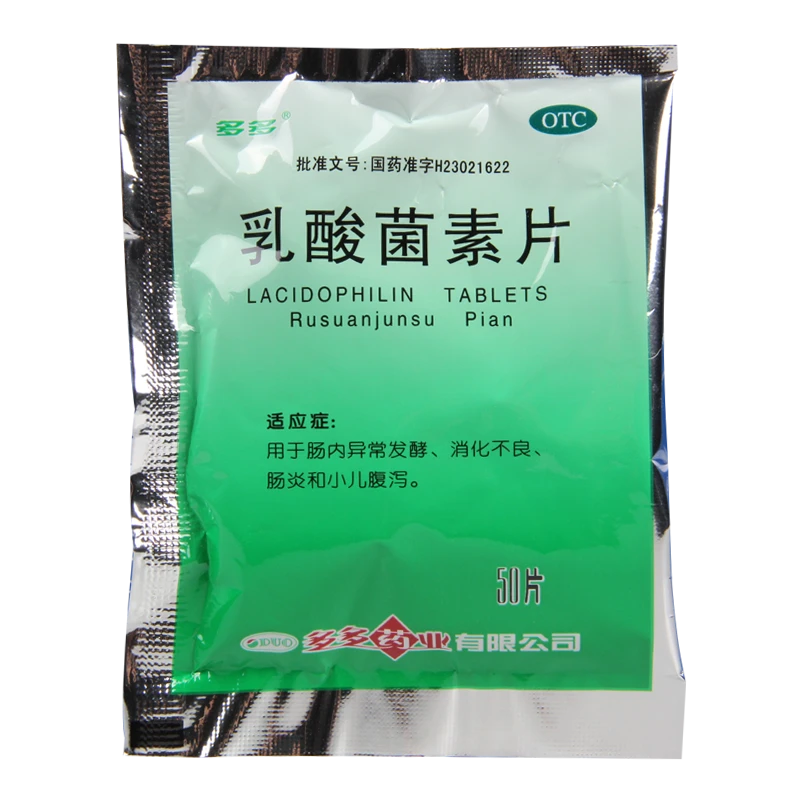 多多®
OTC
批准文号:国药准字H23021622
乳酸菌素片
LACIDOPHILIN TABLETS
Rusuanjunsu Pian
适应症:
用于肠内异常发酵、消化不良、
肠炎和小儿腹泻。
50片
DUO 多多药业有限公司